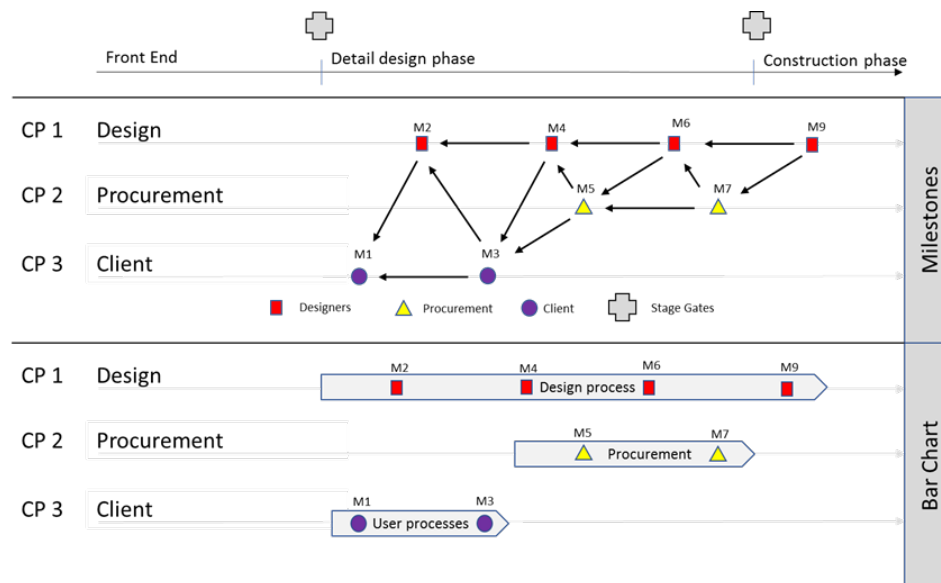 Front End
Detail design phase
Construction phase
CP 1 Design
M2
M4
M6
M9
CP 2 Procurement
M5
M7
CP 3 Client
M1
M3
Designers
Procurement
Client
Stage Gates
Milestones
CP 1 Design
M2
M4
M6
M9
Design process
CP 2 Procurement
M5
M7
Procurement
CP 3 Client
M1
M3
User processes
Bar Chart